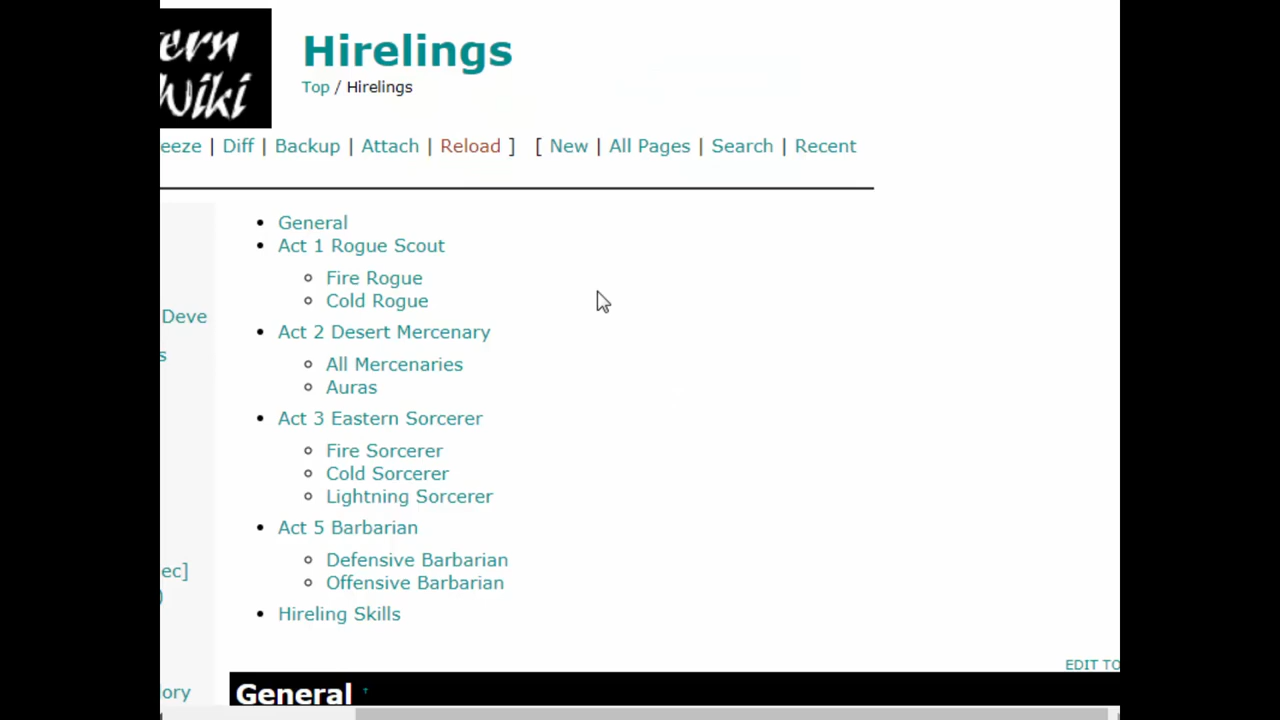 ern
Wiki
Hirelings
Top / Hirelings
eeze | Diff | Backup | Attach | Reload ] [ New | All Pages | Search | Recent
General
Act 1 Rogue Scout
Fire Rogue
Cold Rogue
Deve
Act 2 Desert Mercenary
s
All Mercenaries
Auras
Act 3 Eastern Sorcerer
Fire Sorcerer
Cold Sorcerer
Lightning Sorcerer
Act 5 Barbarian
Defensive Barbarian
ec]
Offensive Barbarian
)
Hireling Skills
EDIT TO
ory
General ↑